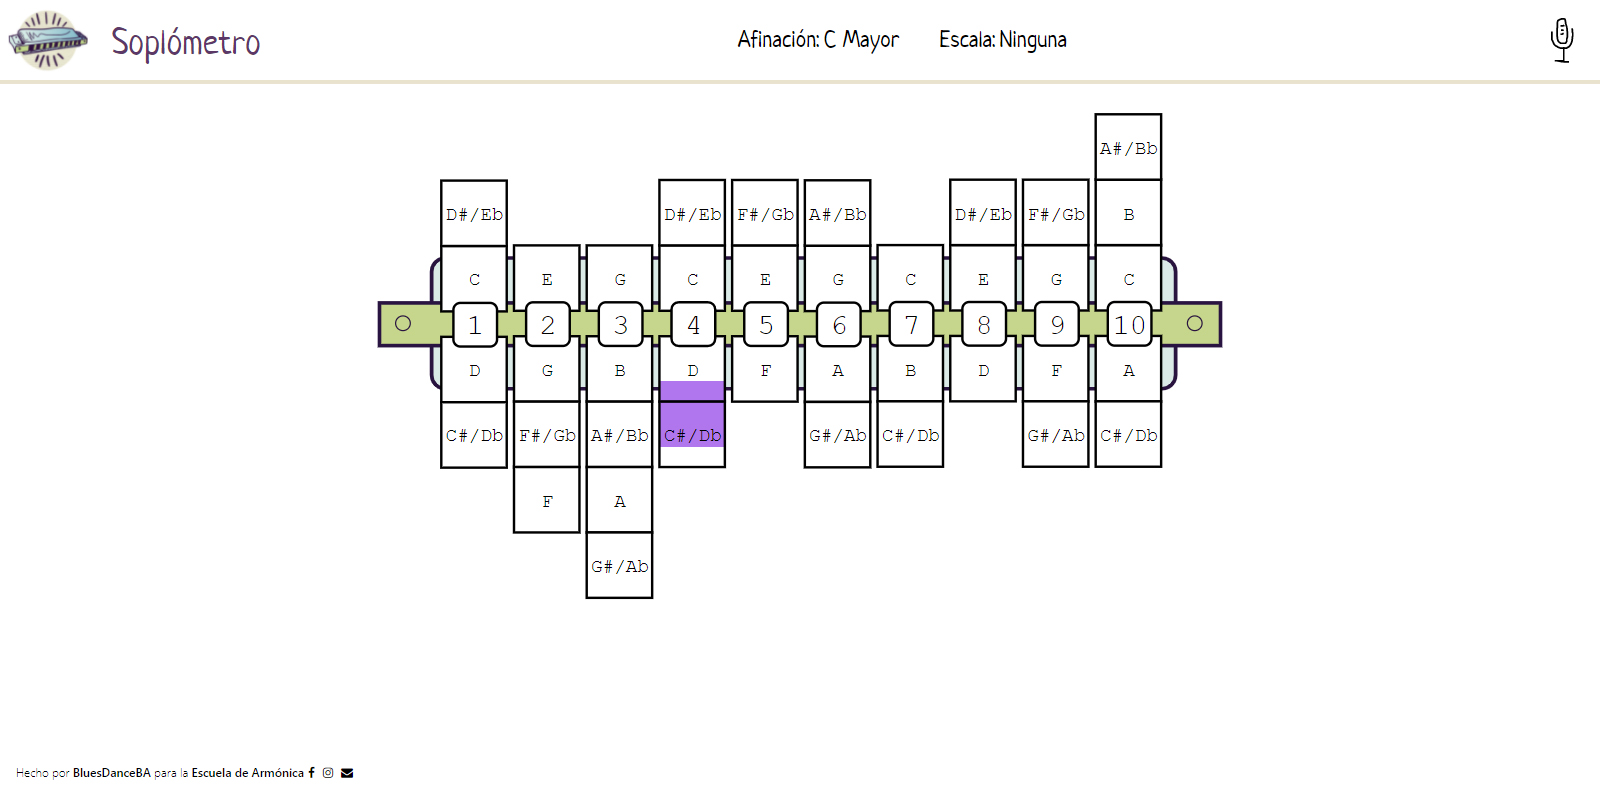 Soplómetro
Afinación: C Mayor
Escala: Ninguna
A#/Bb
D#/Eb D#/Eb F#/Gb A#/Bb D#/Eb F#/Gb B
C E G C E G C E G C
1 2 3 4 5 6 7 8 9 10
D G B D F A B D F A
C#/Db F#/Gb A#/Bb C#/Db G#/Ab C#/Db G#/Ab C#/Db
F A
G#/Ab
Hecho por BluesDanceBA para la Escuela de Armónica